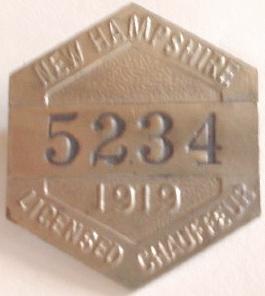 NEW HAMPSHIRE
5234
1919
LICENSED CHAUFFEUR